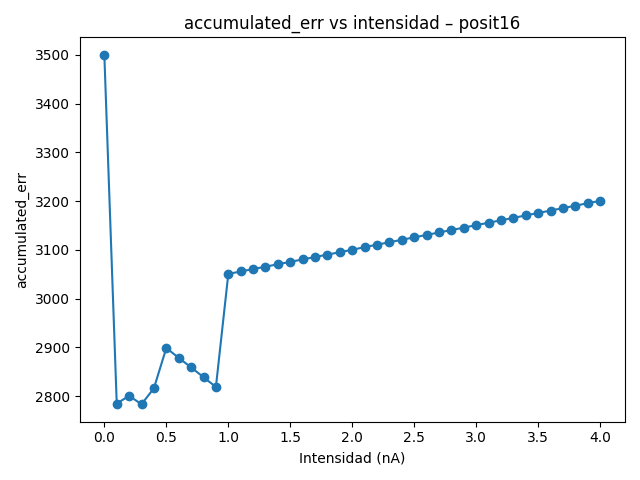 accumulated_err vs intensidad – posit16
accumulated_err
3500
3400
3300
3200
3100
3000
2900
2800
0.0 0.5 1.0 1.5 2.0 2.5 3.0 3.5 4.0
Intensidad (nA)